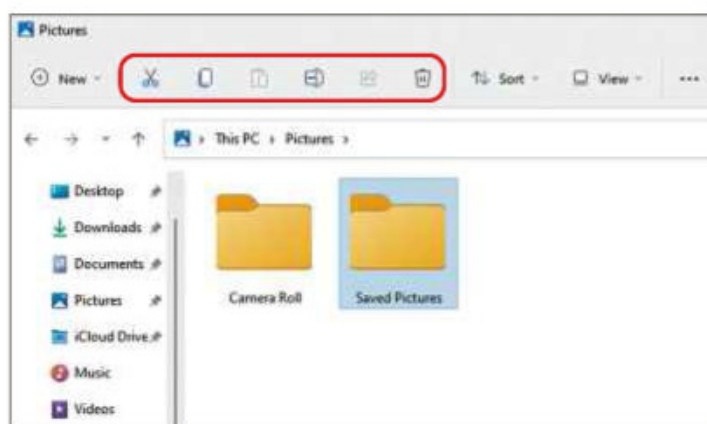 Pictures
New Sort View ...
This PC > Pictures >
Desktop
Downloads
Documents
Pictures
iCloud Drive
Music
Videos
Camera Roll Saved Pictures